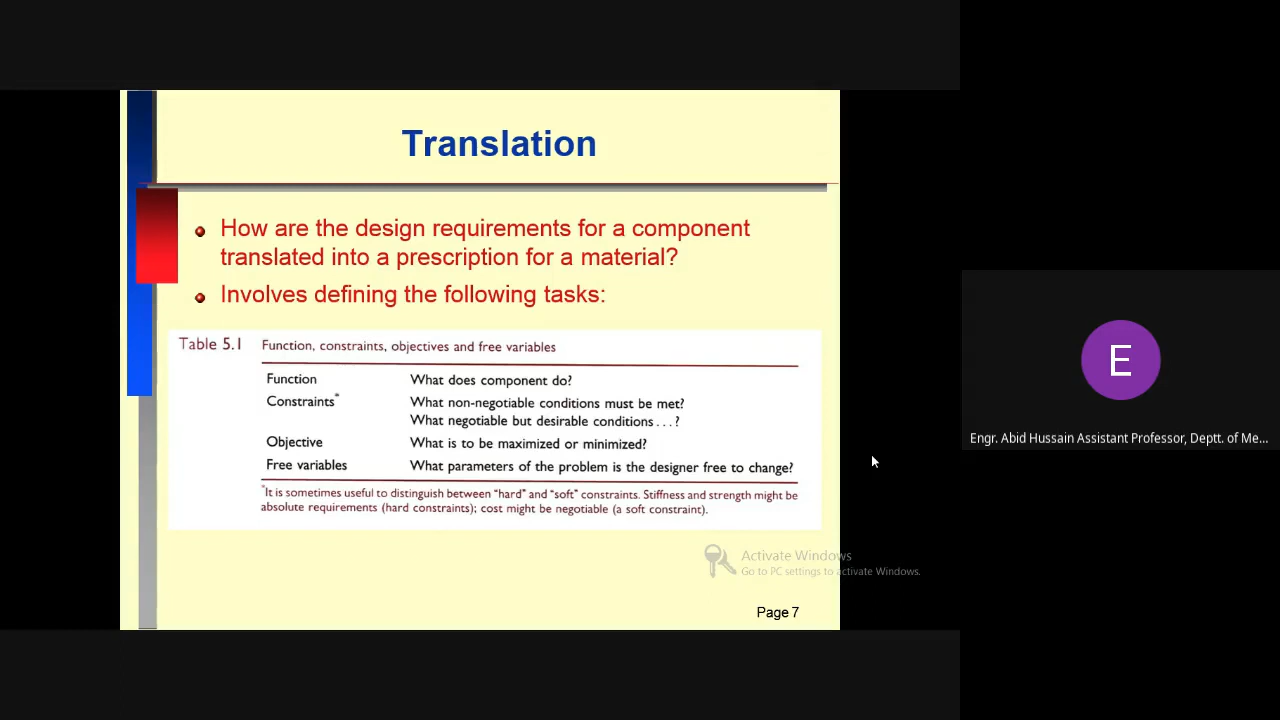 Translation
How are the design requirements for a component
translated into a prescription for a material?
Involves defining the following tasks:
Table 5.1 Function, constraints, objectives and free variables
Function What does component do?
Constraints* What non-negotiable conditions must be met?
What negotiable but desirable conditions . . . ?
Objective What is to be maximized or minimized?
Free variables What parameters of the problem is the designer free to change?
*It is sometimes useful to distinguish between "hard" and "soft" constraints. Stiffness and strength might be
absolute requirements (hard constraints); cost might be negotiable (a soft constraint).
Activate Windows
Go to PC settings to activate Windows.
Page 7
E
Engr. Abid Hussain Assistant Professor, Deptt. of Me...